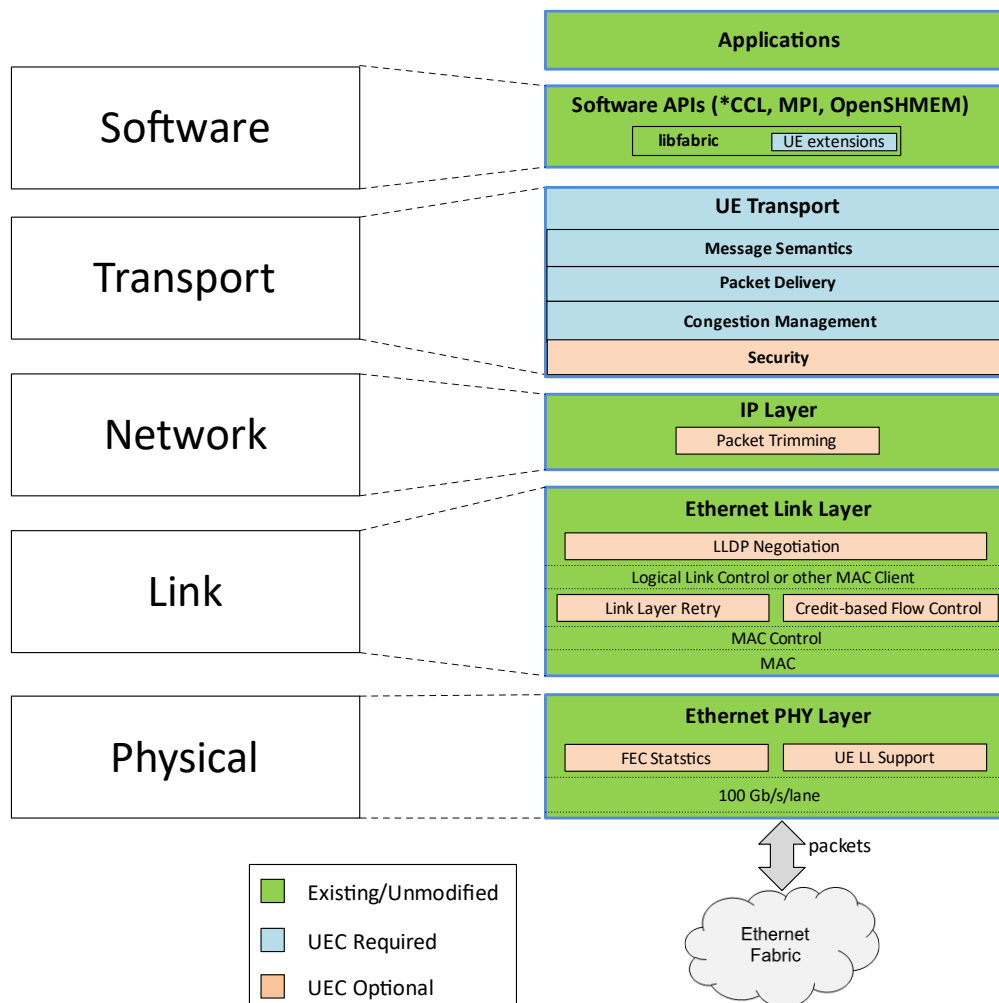 Applications
Software
Software APIs (*CCL, MPI, OpenSHMEM)
libfabric
UE extensions
Transport
UE Transport
Message Semantics
Packet Delivery
Congestion Management
Security
Network
IP Layer
Packet Trimming
Link
Ethernet Link Layer
LLDP Negotiation
Logical Link Control or other MAC Client
Link Layer Retry
Credit-based Flow Control
MAC Control
MAC
Physical
Ethernet PHY Layer
FEC Statstics
UE LL Support
100 Gb/s/lane
packets
Ethernet
Fabric
Existing/Unmodified
UEC Required
UEC Optional